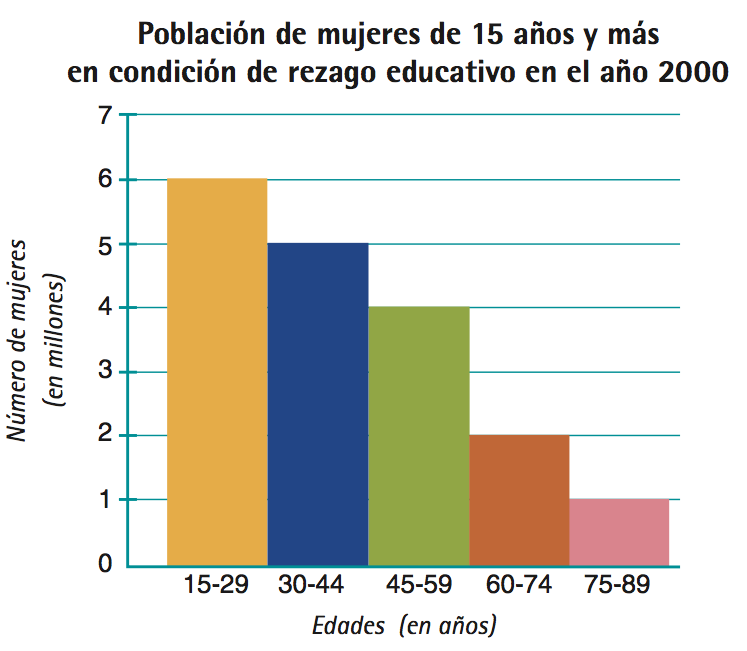 Población de mujeres de 15 años y más
en condición de rezago educativo en el año 2000
Número de mujeres
(en millones)
7
6
5
4
3
2
1
0
15-29 30-44 45-59 60-74 75-89
Edades (en años)